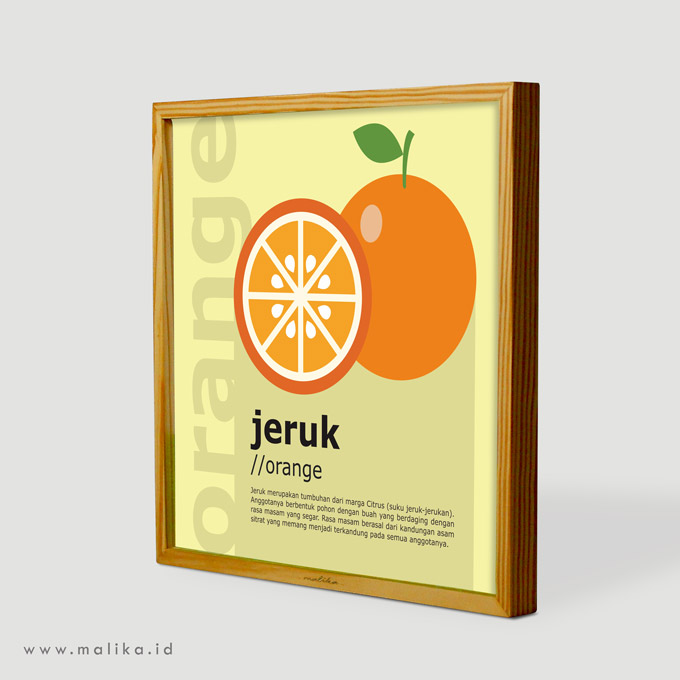 orange
jeruk
//orange
Jeruk merupakan tumbuhan dari marga Citrus (suku jeruk-jerukan).
Anggotanya berbentuk pohon dengan buah yang berdaging dengan
rasa masam yang segar. Rasa masam berasal dari kandungan asam
sitrat yang memang menjadi terkandung pada semua anggotanya.
malika
www.malika.id